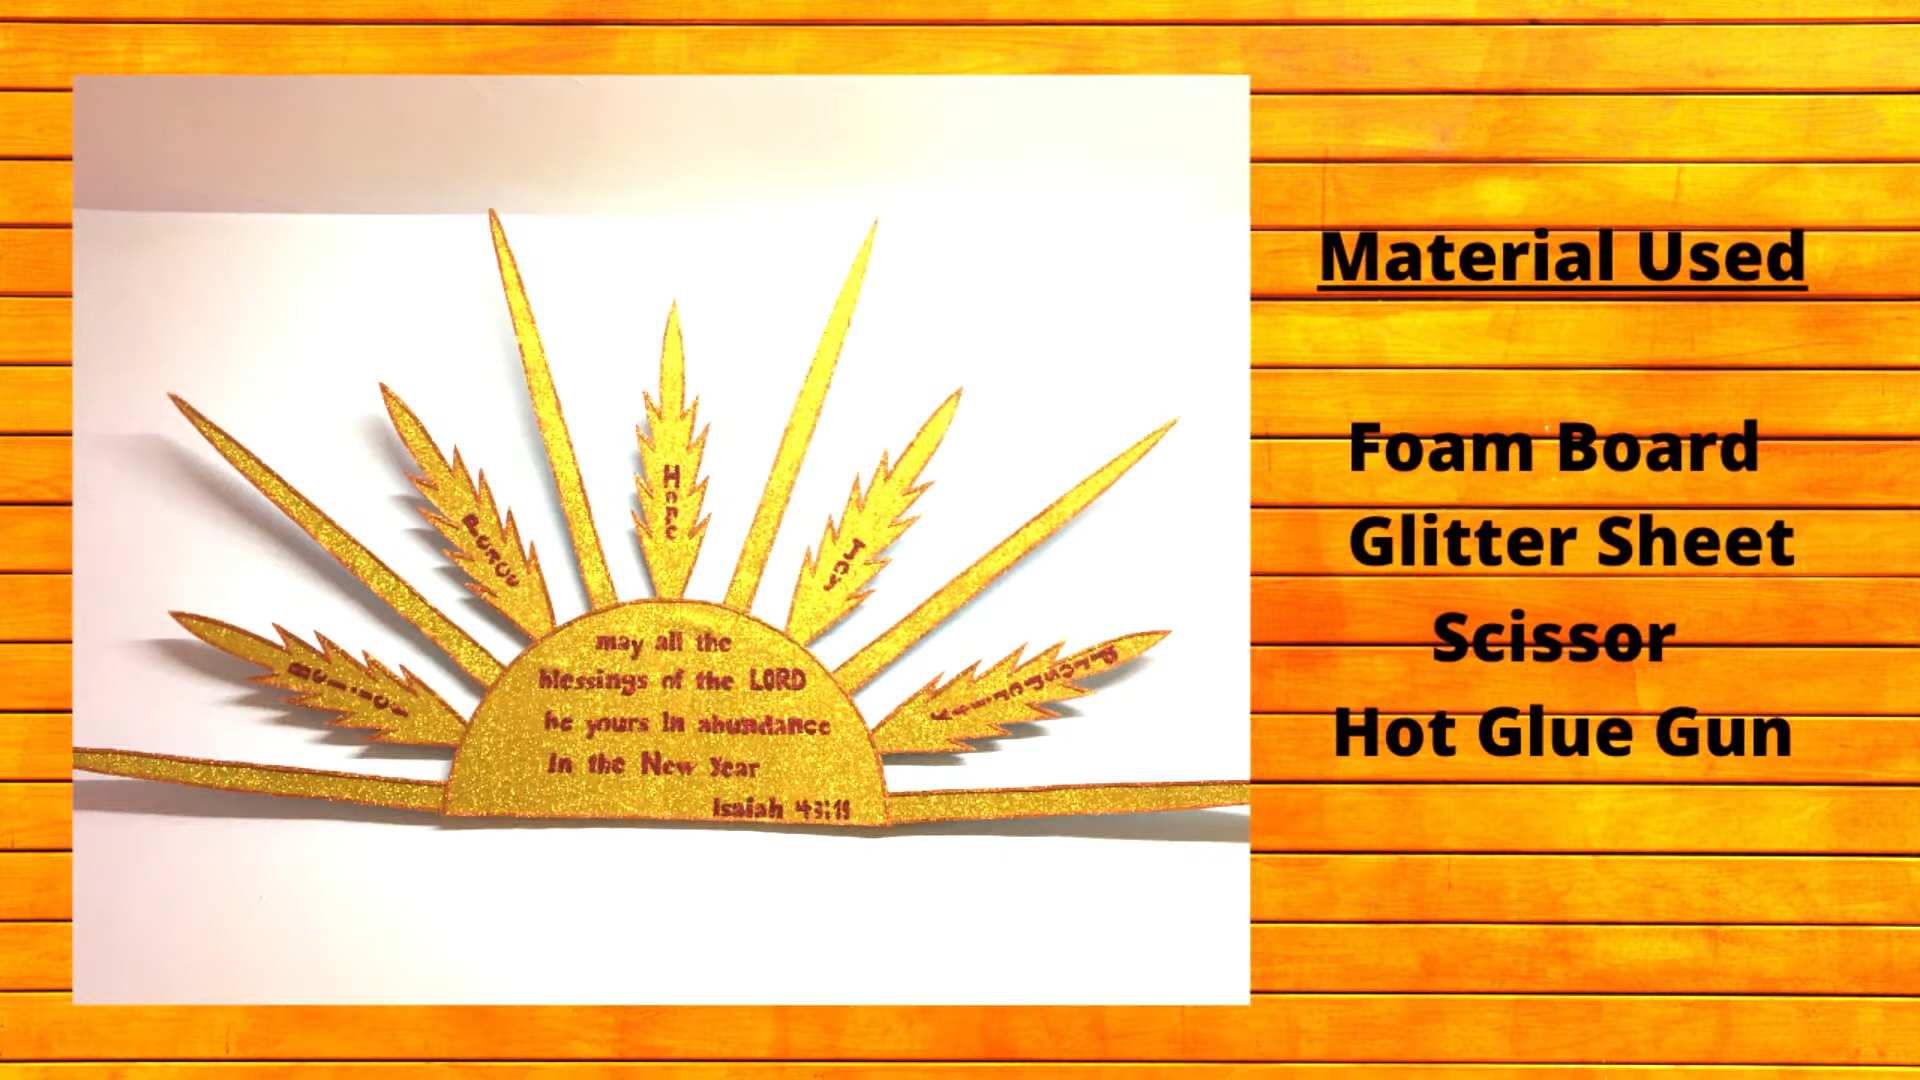 Material Used
Foam Board
Glitter Sheet
Scissor
Hot Glue Gun
Hope
Joy
may all the
blessings of the LORD
be yours In abundance
In the New Year
Isaiah 43:19